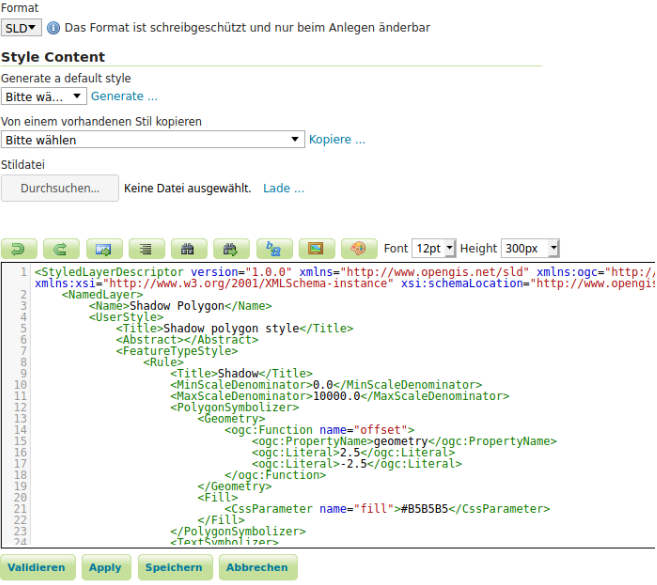 Format
SLD Das Format ist schreibgeschützt und nur beim Anlegen änderbar
Style Content
Generate a default style
Bitte wä... Generate ...
Von einem vorhandenen Stil kopieren
Bitte wählen Kopiere ...
Stildatei
Durchsuchen... Keine Datei ausgewählt. Lade ...
Font 12pt Height 300px
1 <StyledLayerDescriptor version="1.0.0" xmlns="http://www.opengis.net/sld" xmlns:ogc="http:/
xmlns:xsi="http://www.w3.org/2001/XMLSchema-instance" xsi:schemaLocation="http://www.opengis
2 <NamedLayer>
3 <Name>Shadow Polygon</Name>
4 <UserStyle>
5 <Title>Shadow polygon style</Title>
6 <Abstract></Abstract>
7 <FeatureTypeStyle>
8 <Rule>
9 <Title>Shadow</Title>
10 <MinScaleDenominator>0.0</MinScaleDenominator>
11 <MaxScaleDenominator>10000.0</MaxScaleDenominator>
12 <PolygonSymbolizer>
13 <Geometry>
14 <ogc:Function name="offset">
15 <ogc:PropertyName>geometry</ogc:PropertyName>
16 <ogc:Literal>2.5</ogc:Literal>
17 <ogc:Literal>-2.5</ogc:Literal>
18 </ogc:Function>
19 </Geometry>
20 <Fill>
21 <CssParameter name="fill">#B5B5B5</CssParameter>
22 </Fill>
23 </PolygonSymbolizer>
24 <TextSymbolizer>
Validieren Apply Speichern Abbrechen